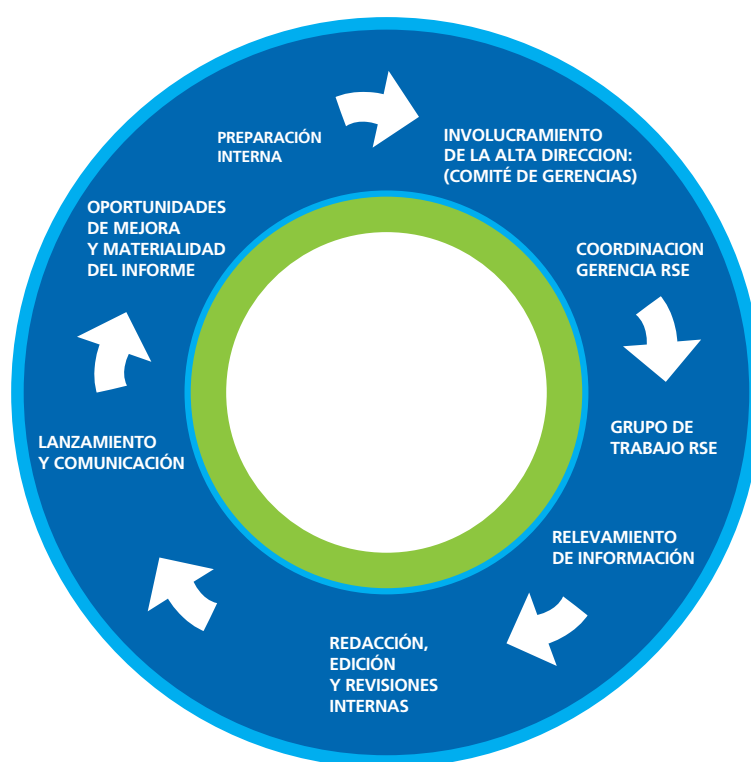 PREPARACIÓN
INTERNA
INVOLUCRAMIENTO
DE LA ALTA DIRECCION:
(COMITÉ DE GERENCIAS)
COORDINACION
GERENCIA RSE
GRUPO DE
TRABAJO RSE
RELEVAMIENTO
DE INFORMACIÓN
REDACCIÓN,
EDICIÓN
Y REVISIONES
INTERNAS
LANZAMIENTO
Y COMUNICACIÓN
OPORTUNIDADES
DE MEJORA
Y MATERIALIDAD
DEL INFORME